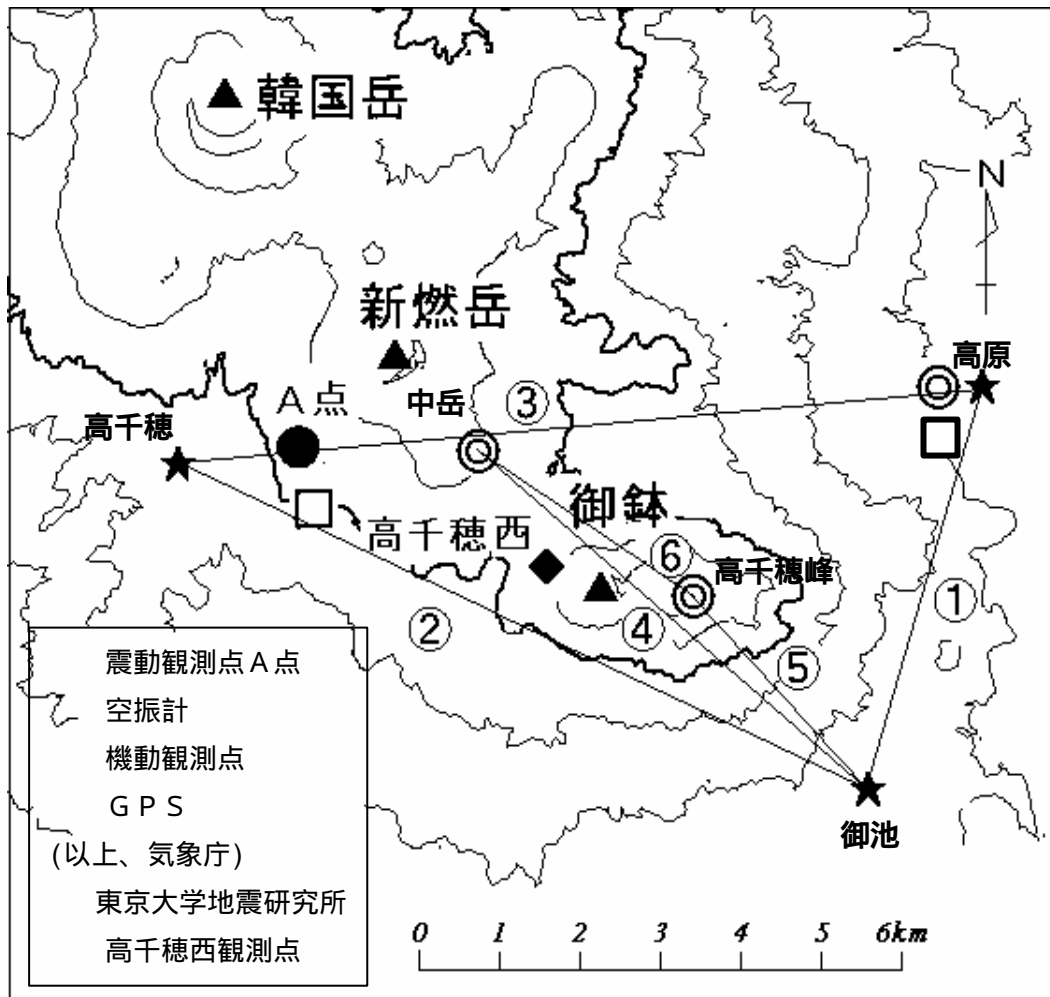 韓国岳
N
新燃岳
高原
A点
中岳
③
高千穂
御鉢
高千穂西
⑥
高千穂峰
①
②
④
⑤
震動観測点A点
空振計
機動観測点
GPS
(以上、気象庁)
東京大学地震研究所
高千穂西観測点
御池
0 1 2 3 4 5 6km